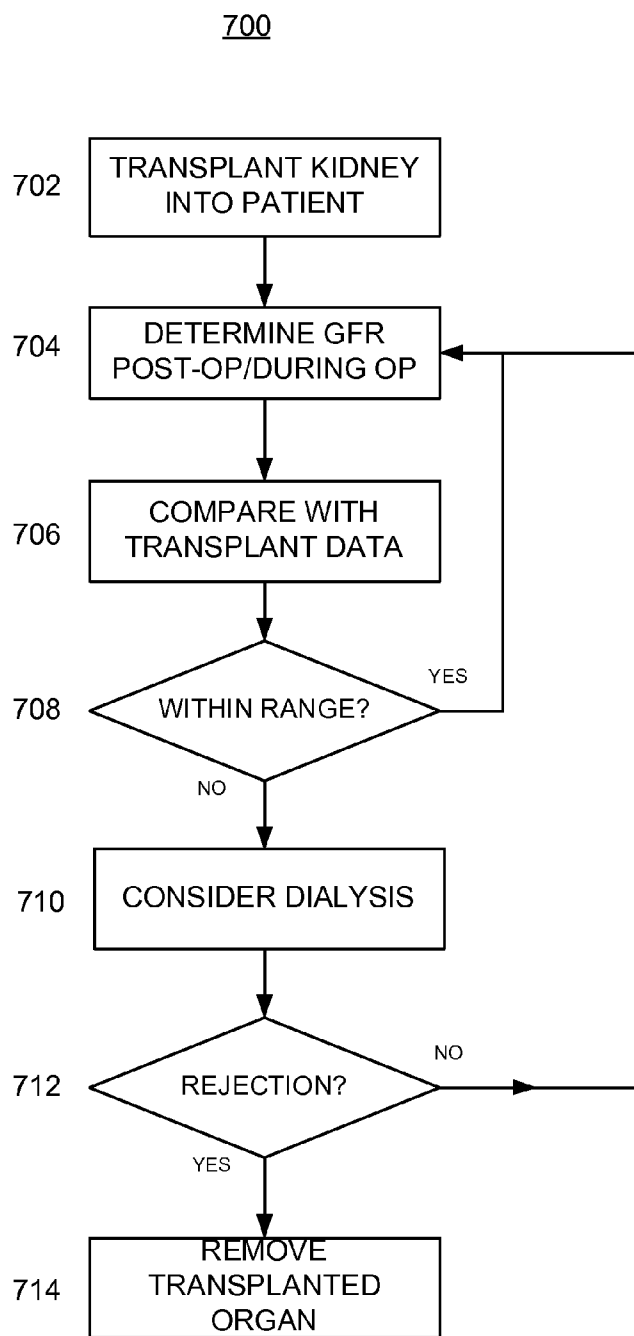 700
702
TRANSPLANT KIDNEY
INTO PATIENT
704
DETERMINE GFR
POST-OP/DURING OP
706
COMPARE WITH
TRANSPLANT DATA
708
WITHIN RANGE?
YES
NO
710
CONSIDER DIALYSIS
712
REJECTION?
NO
YES
714
REMOVE
TRANSPLANTED
ORGAN